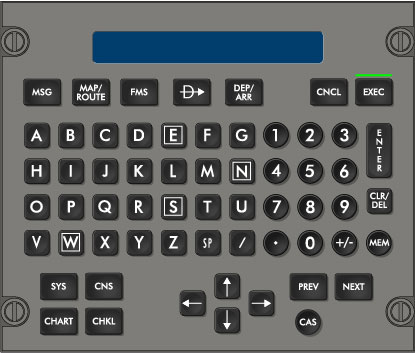 MSG MAP/ FMS D DEP/ CNCL EXEC
ROUTE ARR
A B C D E F G 1 2 3 ENTER
H I J K L M N 4 5 6
O P Q R S T U 7 8 9 CLR/
DEL
V W X Y Z SP / . 0 +/- MEM
SYS CNS ↑ PREV NEXT
← →
CHART CHKL ↓ CAS